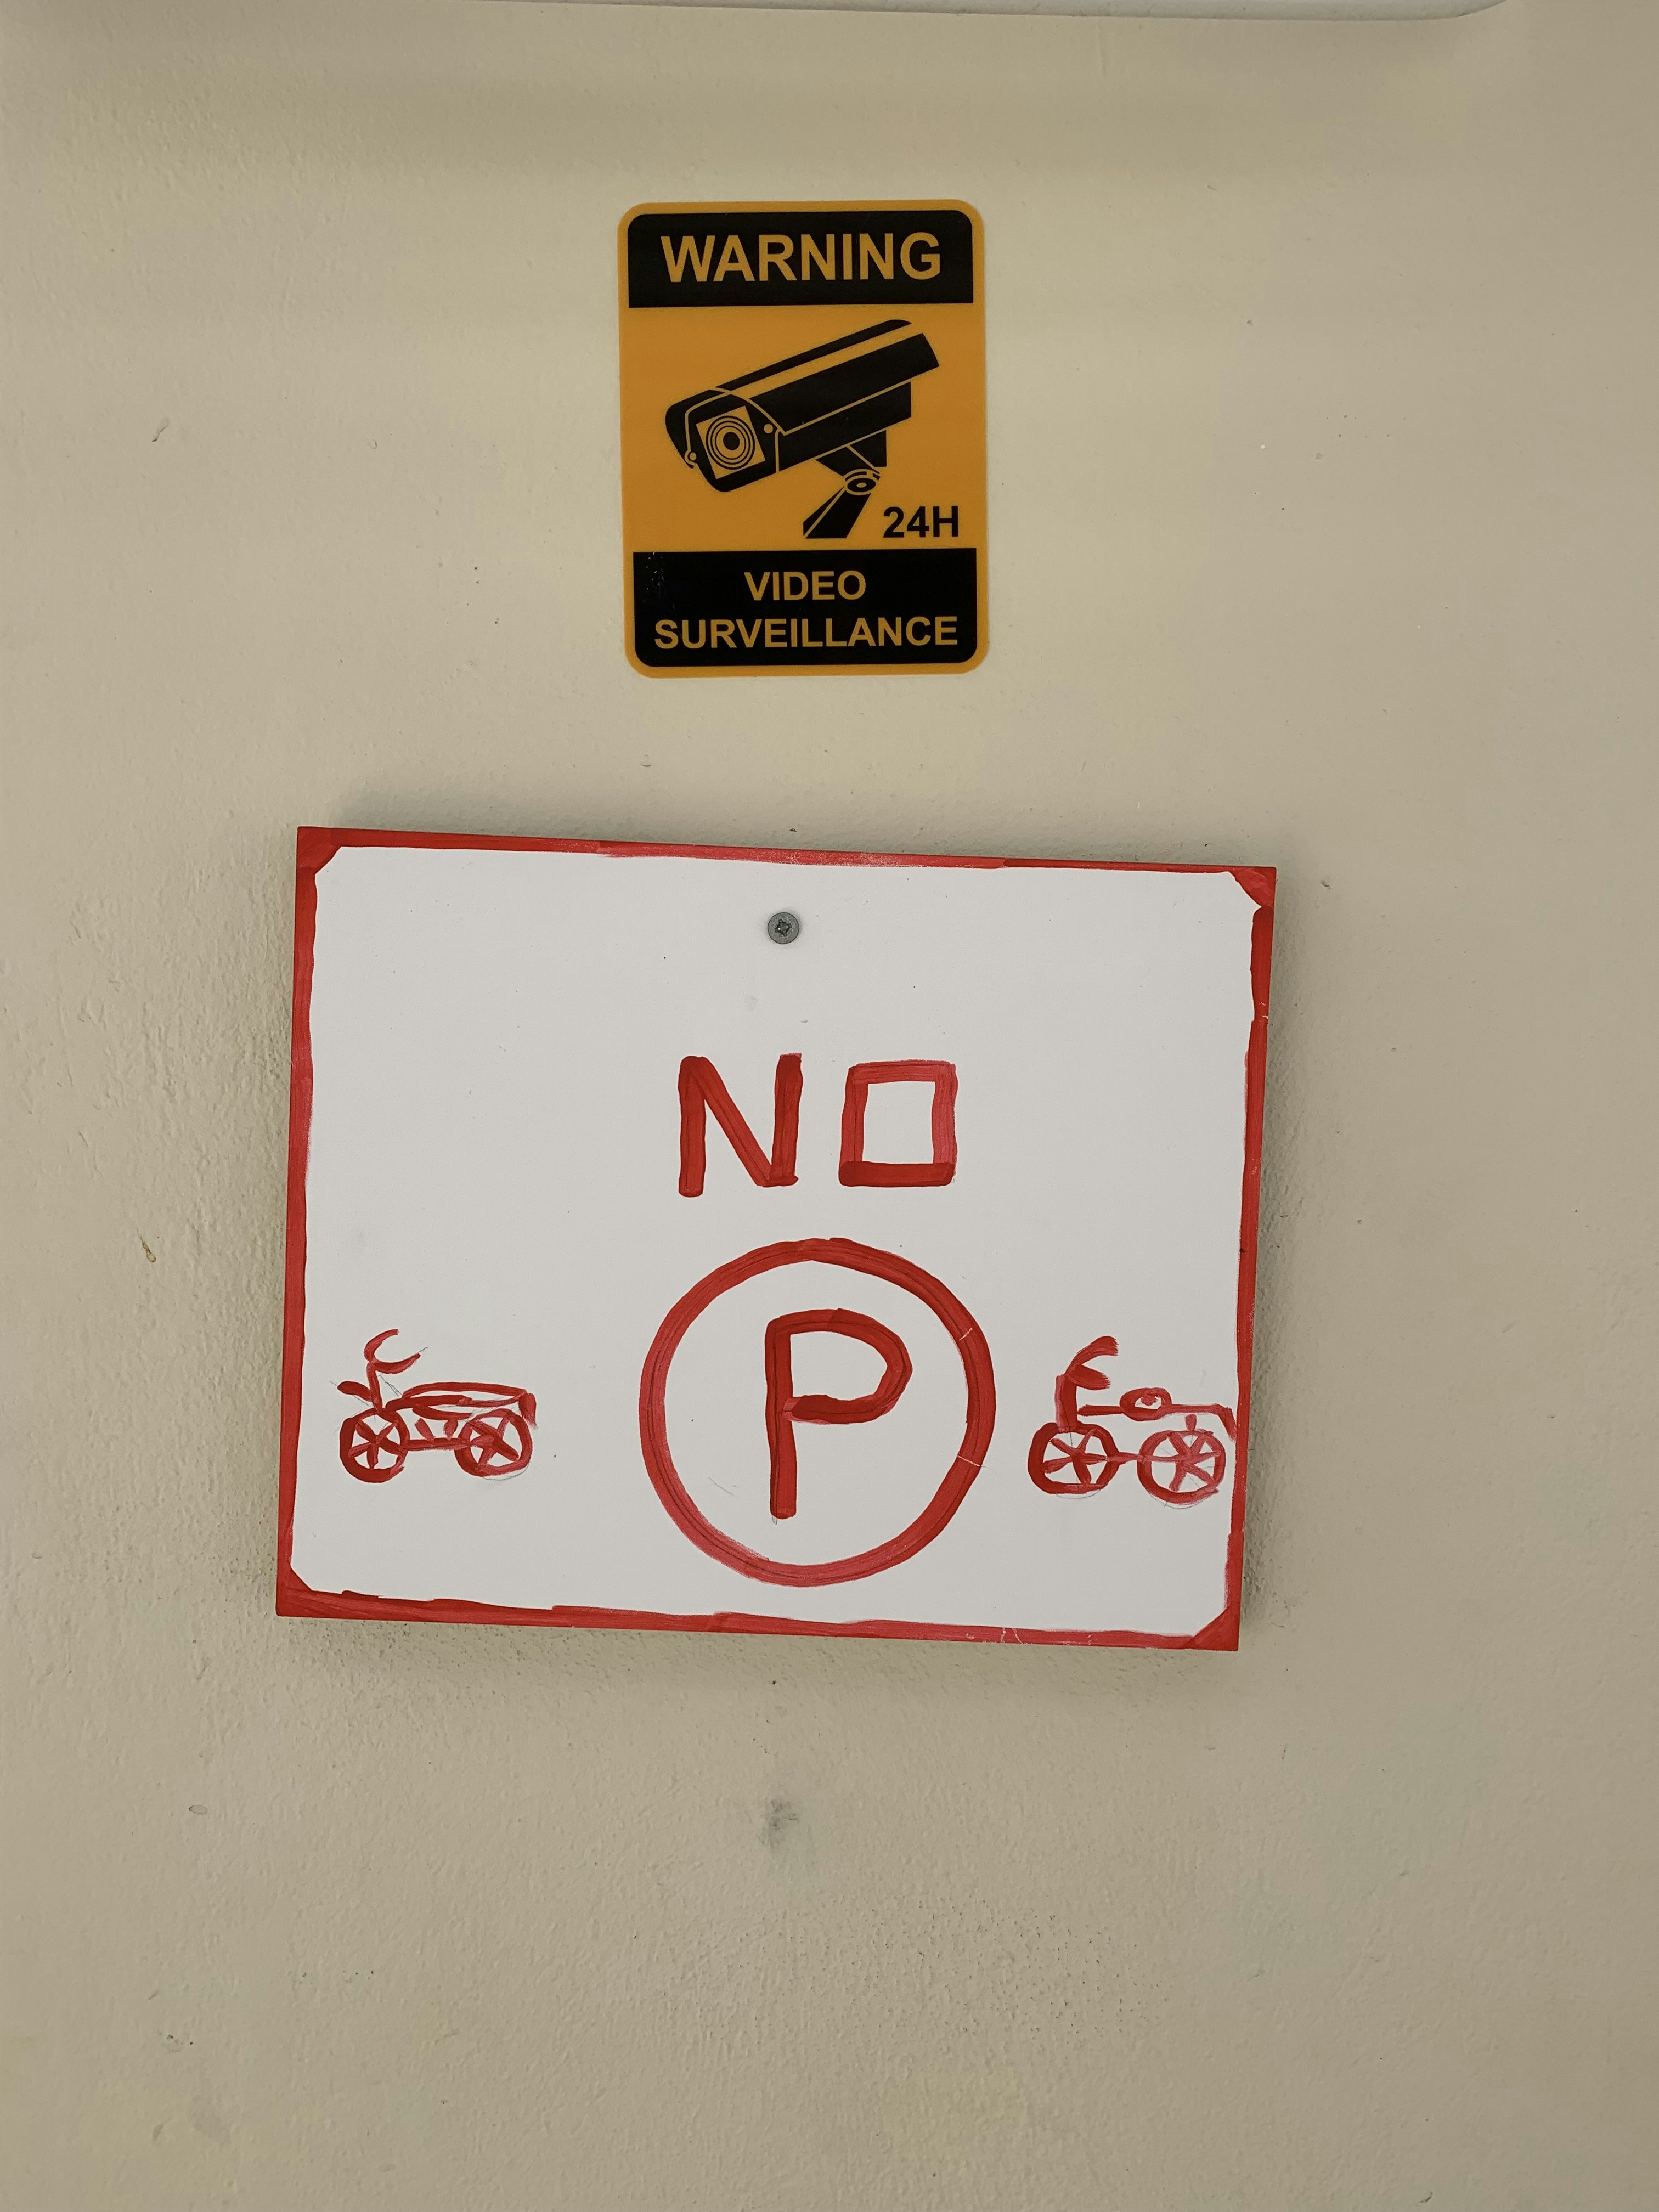 WARNING
24H
VIDEO
SURVEILLANCE
NO
P